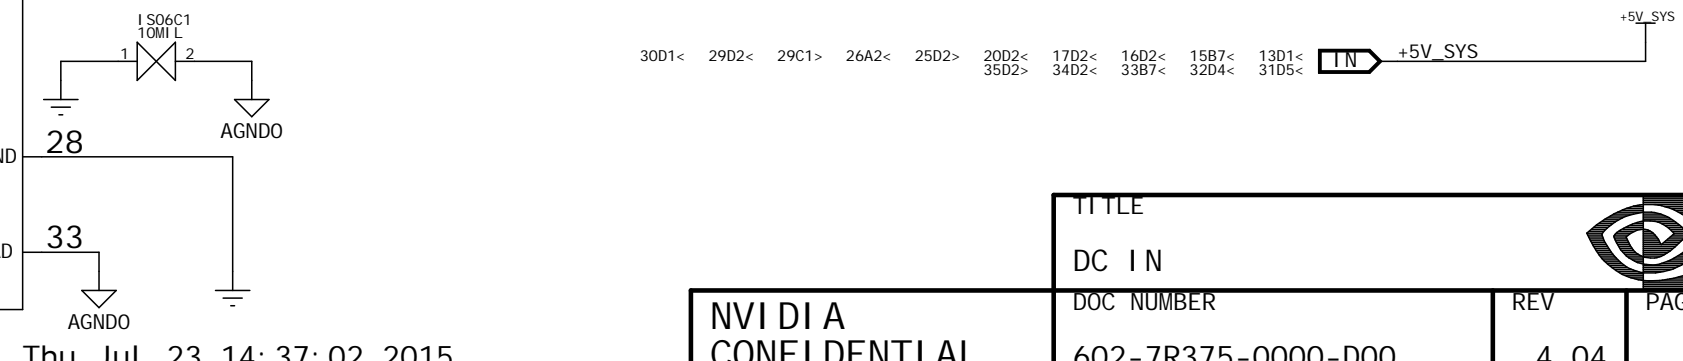 ISO6C1
10MIL
1 2
AGND0
+5V_SYS
30D1< 29D2< 29C1> 26A2< 25D2> 20D2< 17D2< 16D2< 15B7< 13D1< IN +5V_SYS
35D2> 34D2< 33B7< 32D4< 31D5<
28
33
AGND0
TITLE
DC IN
NVIDIA
CONFIDENTIAL
DOC NUMBER
602-7R375-0000-D00
REV
4.04
Thu Jul 23 14:37:02 2015